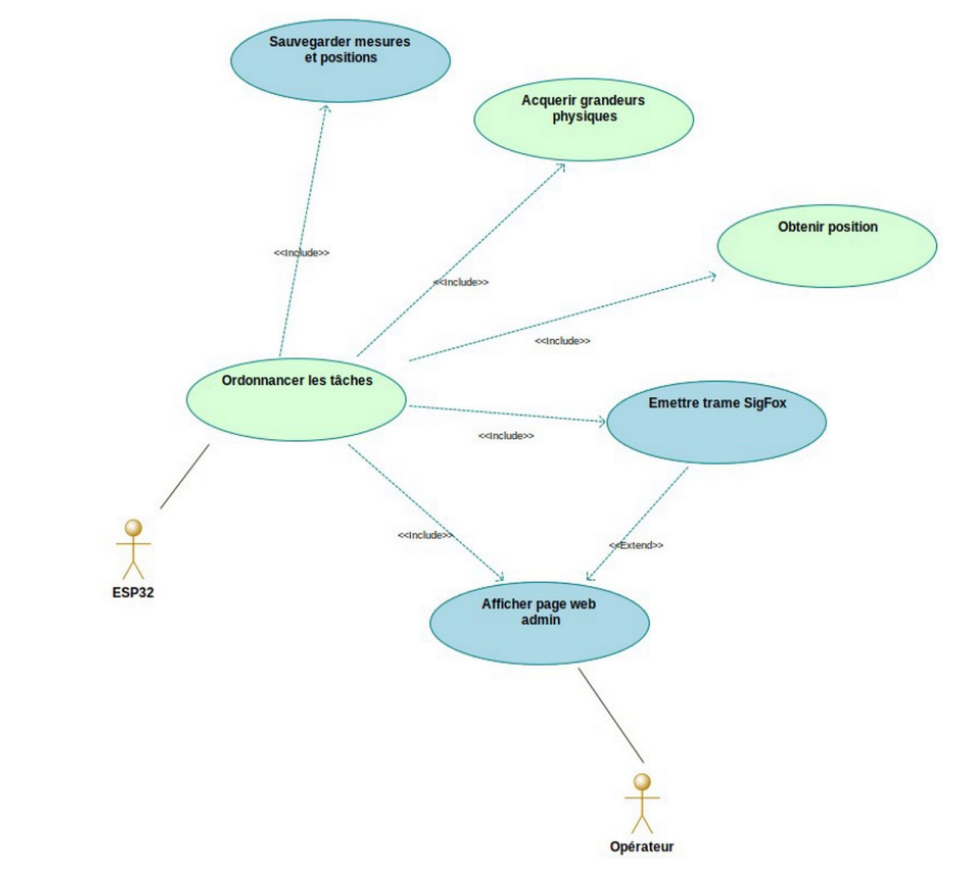 Sauvegarder mesures
et positions
Acquerir grandeurs
physiques
Obtenir position
<<Include>>
<<Include>>
<<Include>>
Ordonnancer les tâches
Emettre trame SigFox
<<Include>>
<<Include>>
<<Extend>>
ESP32
Afficher page web
admin
Opérateur